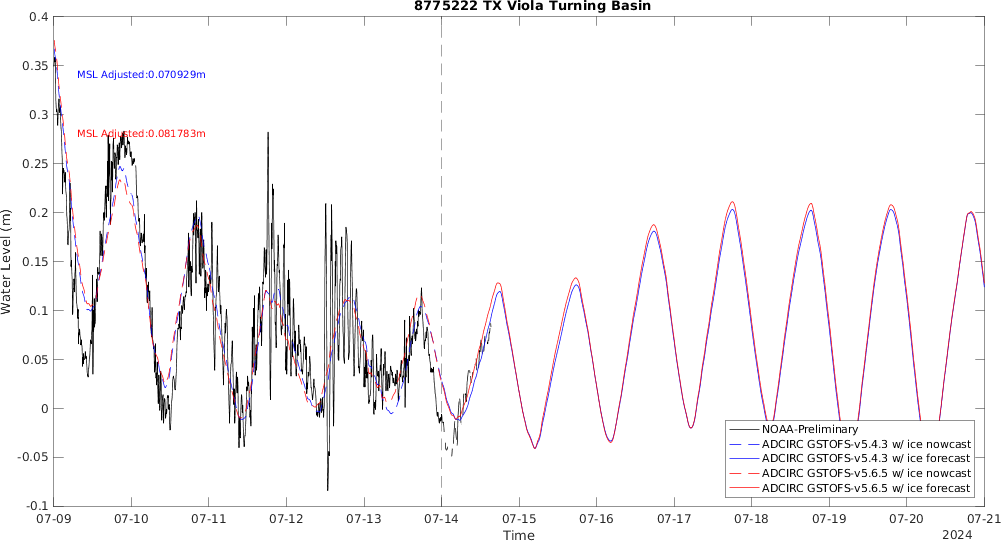 8775222 TX Viola Turning Basin
0.4
0.35
0.3
0.25
0.2
0.15
0.1
0.05
0
-0.05
-0.1
Water Level (m)
MSL Adjusted:0.070929m
MSL Adjusted:0.081783m
NOAA-Preliminary
ADCIRC GSTOFS-v5.4.3 w/ ice nowcast
ADCIRC GSTOFS-v5.4.3 w/ ice forecast
ADCIRC GSTOFS-v5.6.5 w/ ice nowcast
ADCIRC GSTOFS-v5.6.5 w/ ice forecast
07-09 07-10 07-11 07-12 07-13 07-14 07-15 07-16 07-17 07-18 07-19 07-20 07-21
Time
2024